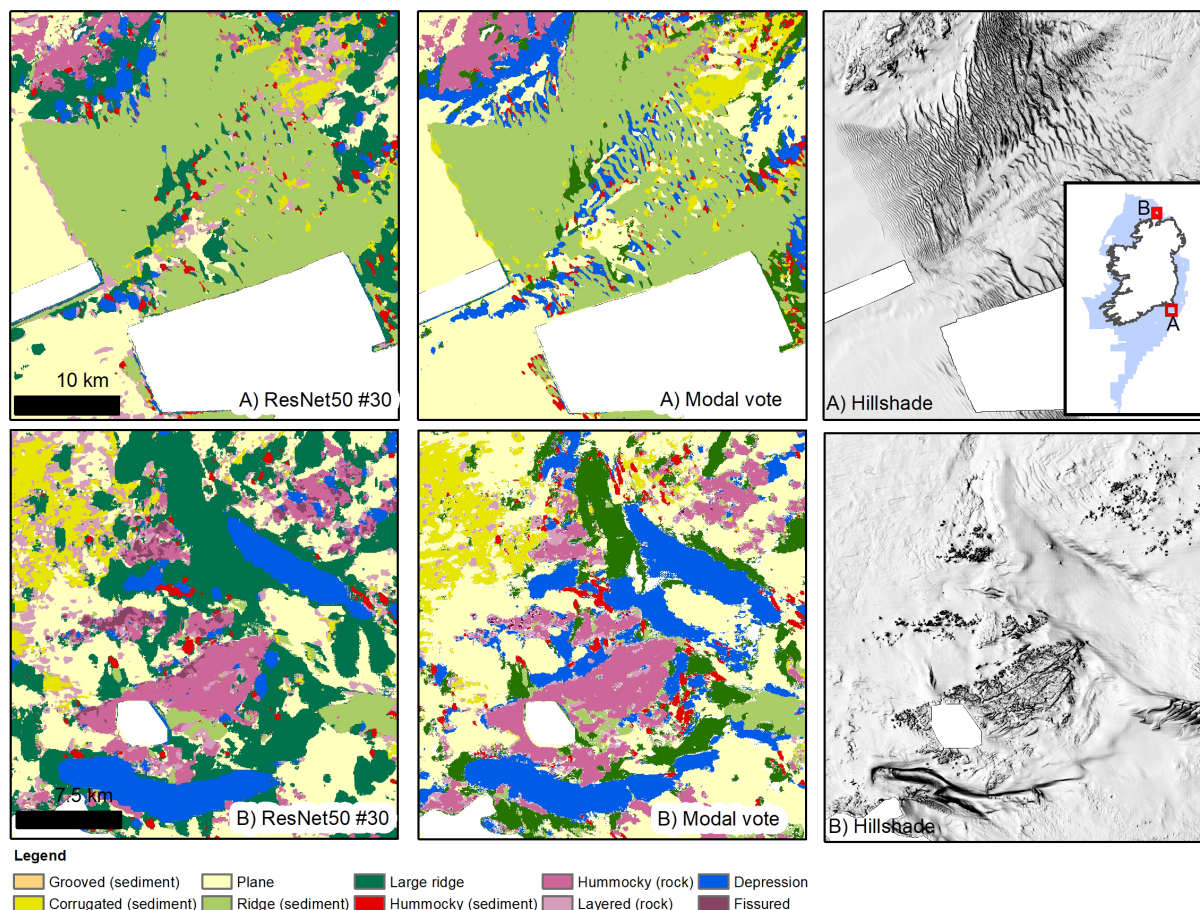 B
A
10 km
A) ResNet50 #30
A) Modal vote
A) Hillshade
7.5 km
B) ResNet50 #30
B) Modal vote
B) Hillshade
Legend
Grooved (sediment) Plane Large ridge Hummocky (rock) Depression
Corrugated (sediment) Ridge (sediment) Hummocky (sediment) Layered (rock) Fissured